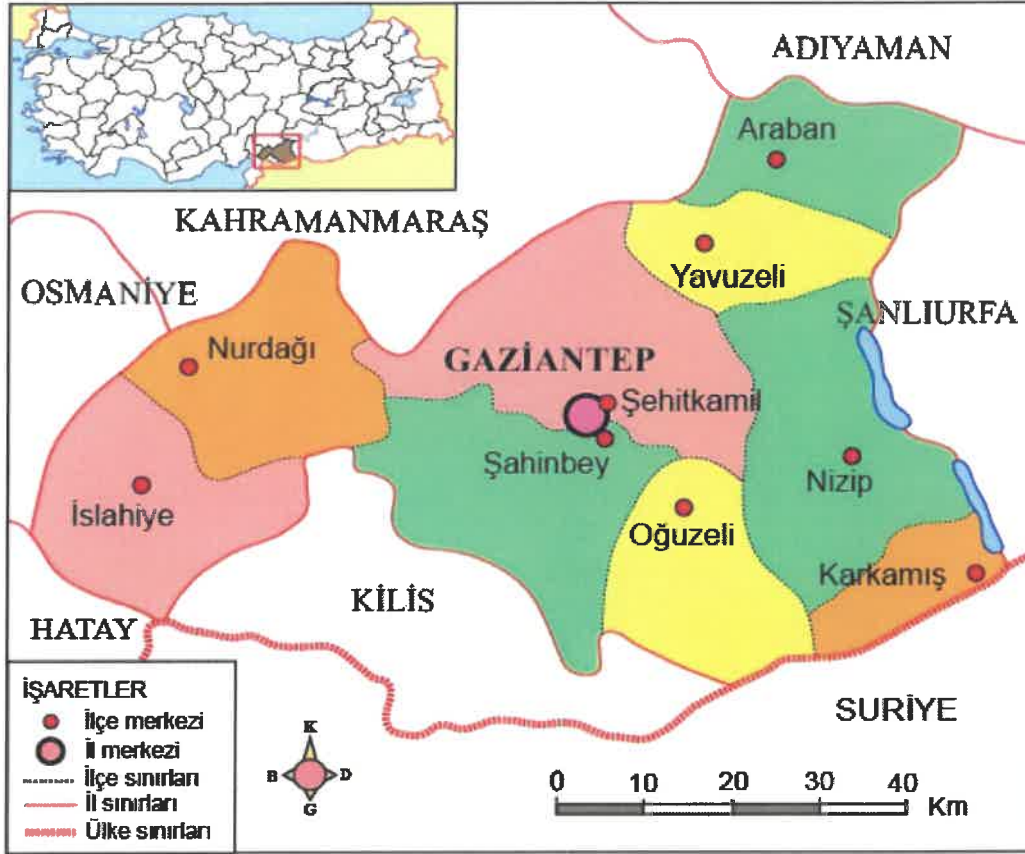 ADIYAMAN
Araban
KAHRAMANMARAŞ
Yavuzeli
OSMANİYE
ŞANLIURFA
Nurdağı
GAZİANTEP
Şehitkamil
Şahinbey
Nizip
İslahiye
Oğuzeli
Karkamış
KİLİS
HATAY
SURİYE
İŞARETLER
İlçe merkezi
İl merkezi
İlçe sınırları
İl sınırları
Ülke sınırları
K
B D
G
0 10 20 30 40
Km